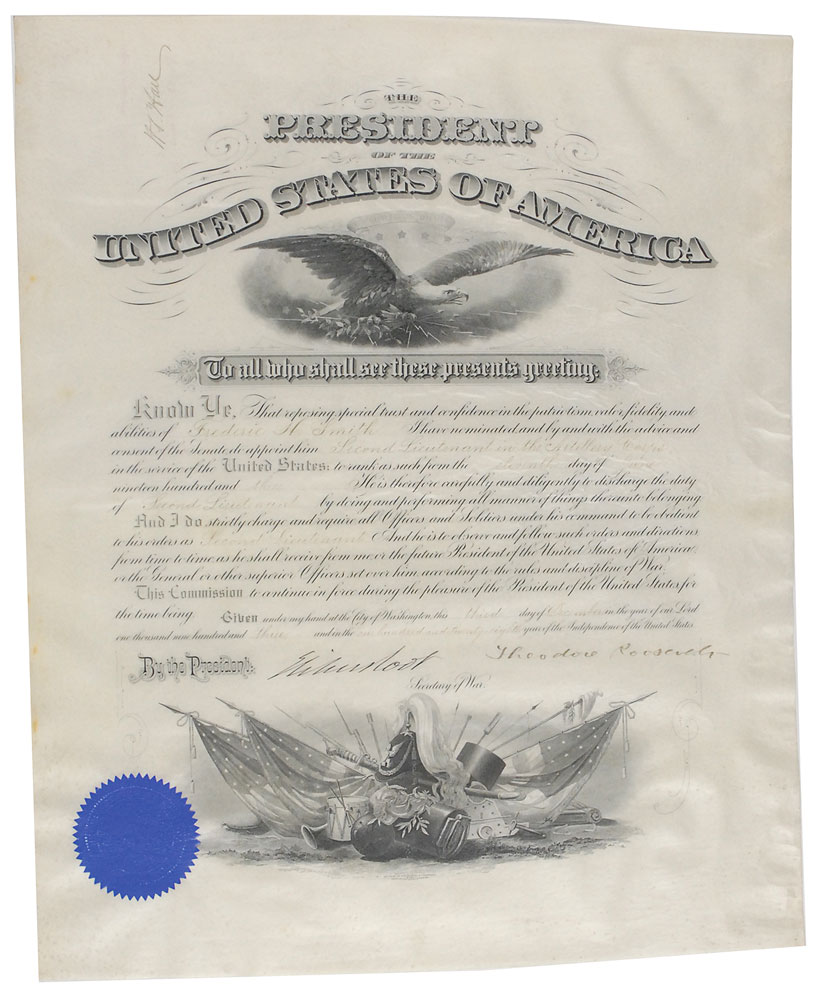 THE
PRESIDENT
OF THE
UNITED STATES OF AMERICA
To all who shall see these presents greeting:
Know Ye, That reposing special trust and confidence in the patriotism, valor, fidelity and
abilities of Frederic H. Smith I have nominated and by and with the advice and
consent of the Senate do appoint him Second Lieutenant in the Artillery Corps
in the service of the United States: to rank as such from the day of June
nineteen hundred and three He is therefore carefully and diligently to discharge the duty
of Second Lieutenant by doing and performing all manner of things thereunto belonging
And I do strictly charge and require all Officers and Soldiers under his command to be obedient
to his orders as Second Lieutenant And he is to observe and follow such orders and directions
from time to time as he shall receive from me or the future President of the United States of America
or the General or other superior Officers set over him according to the rules and discipline of War.
This Commission to continue in force during the pleasure of the President of the United States for
the time being. Given under my hand at the City of Washington, this third day of December in the year of our Lord
one thousand nine hundred and three and in the one hundred and twenty eighth year of the Independence of the United States.
Theodore Roosevelt
By the President: Elihu Root
Secretary of War.